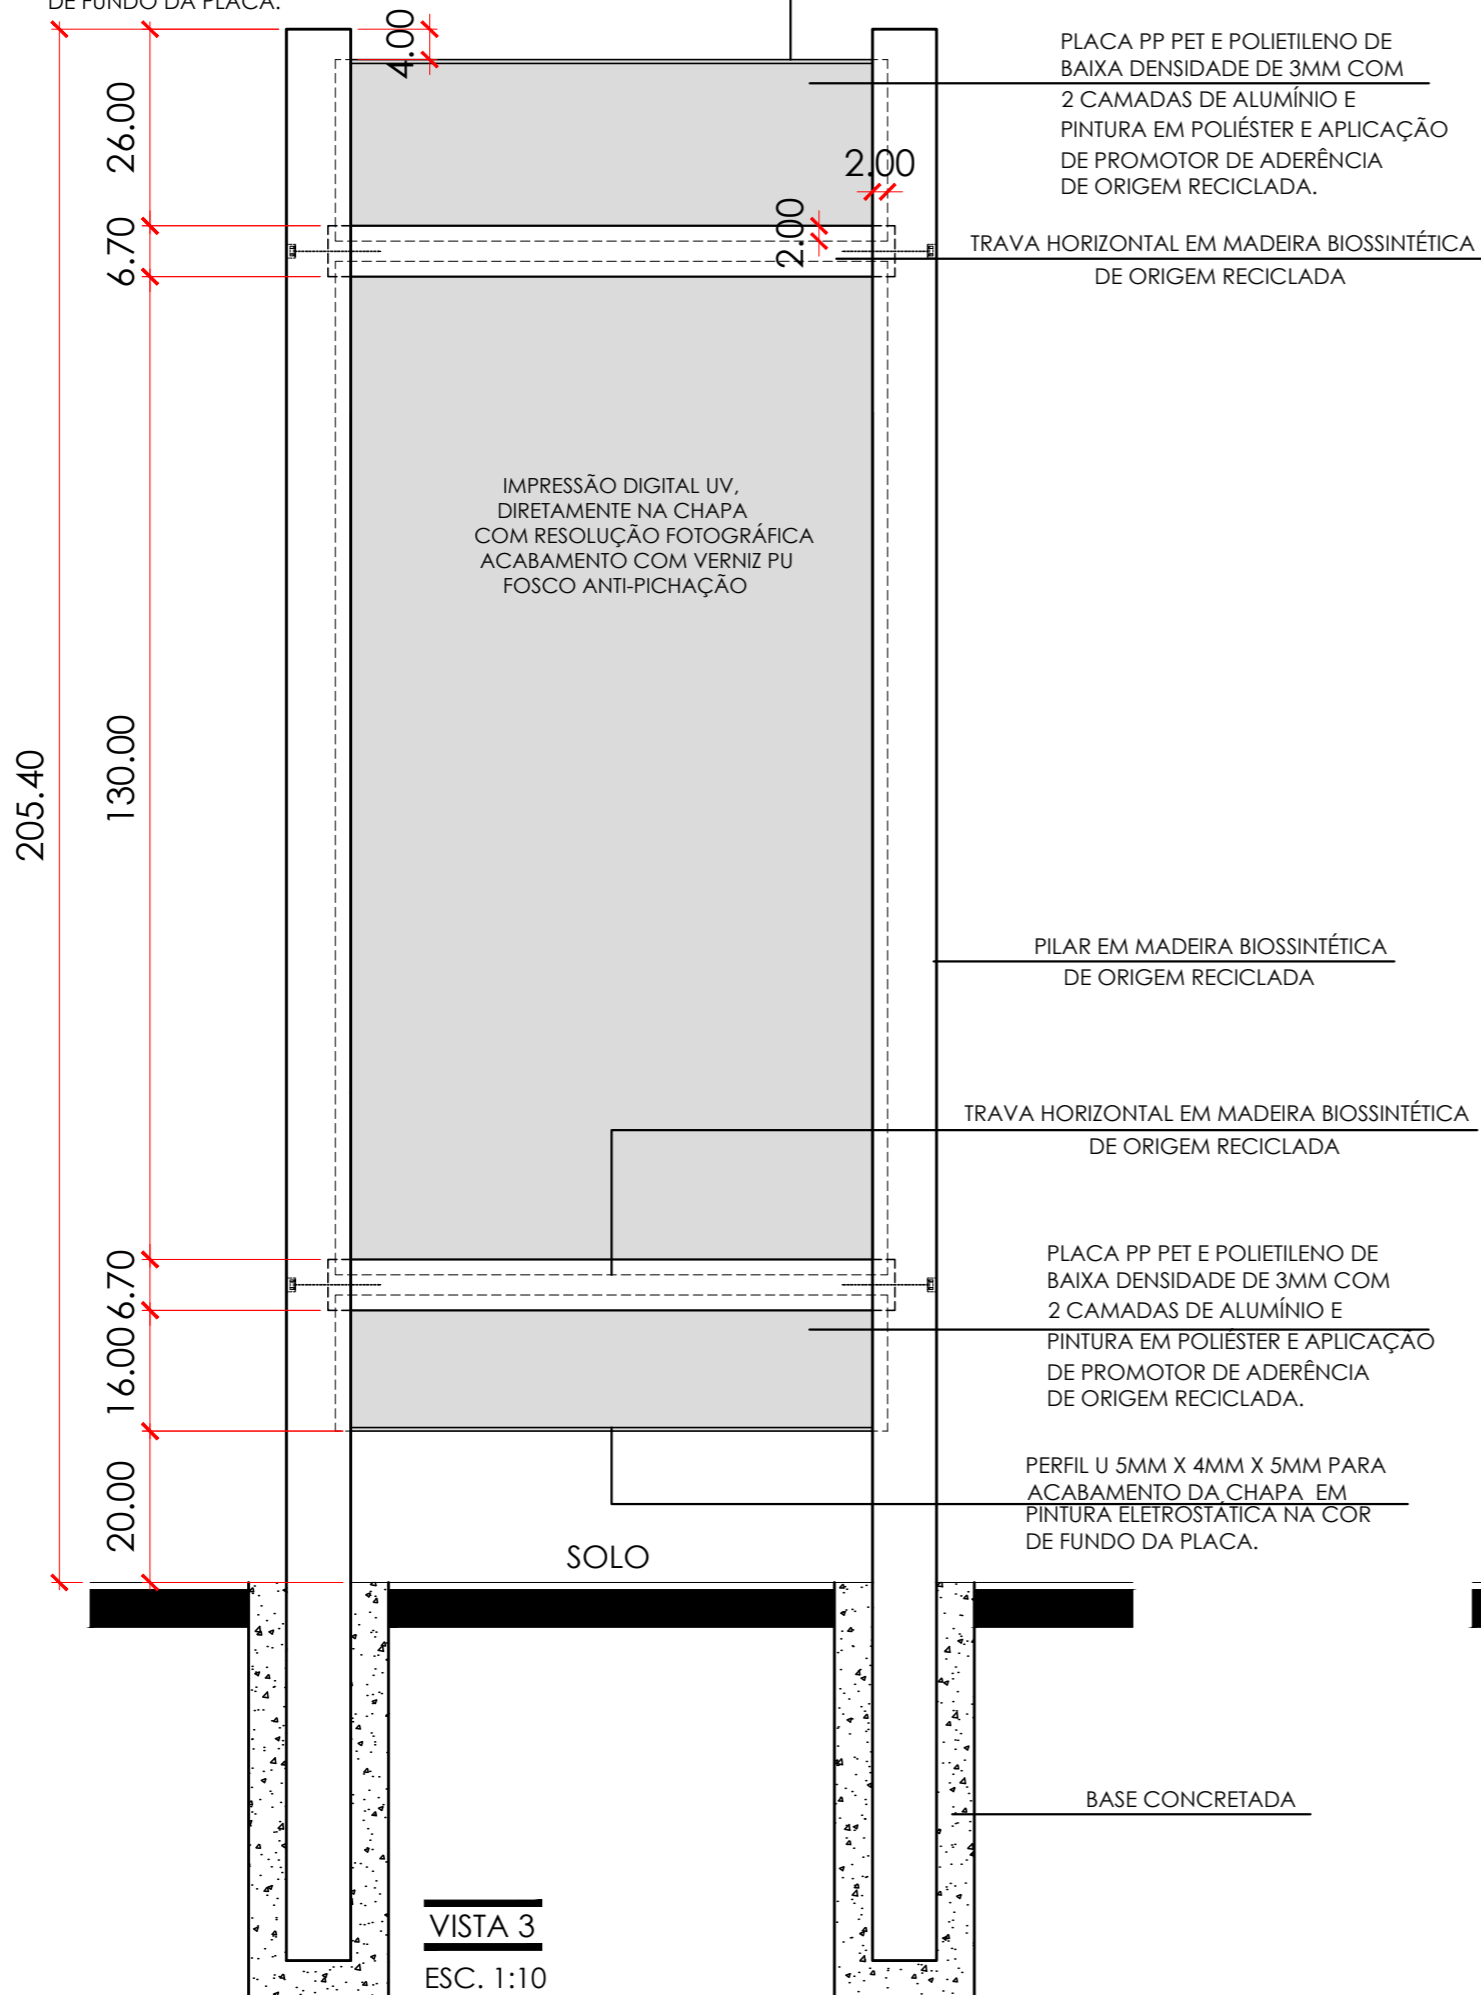 DE FUNDO DA PLACA.
4.00
PLACA PP PET E POLIETILENO DE
BAIXA DENSIDADE DE 3MM COM
2 CAMADAS DE ALUMÍNIO E
PINTURA EM POLIÉSTER E APLICAÇÃO
DE PROMOTOR DE ADERÊNCIA
DE ORIGEM RECICLADA.
26.00
2.00
2.00
6.70
TRAVA HORIZONTAL EM MADEIRA BIOSSINTÉTICA
DE ORIGEM RECICLADA
IMPRESSÃO DIGITAL UV,
DIRETAMENTE NA CHAPA
COM RESOLUÇÃO FOTOGRÁFICA
ACABAMENTO COM VERNIZ PU
FOSCO ANTI-PICHAÇÃO
205.40
130.00
PILAR EM MADEIRA BIOSSINTÉTICA
DE ORIGEM RECICLADA
TRAVA HORIZONTAL EM MADEIRA BIOSSINTÉTICA
DE ORIGEM RECICLADA
6.70
PLACA PP PET E POLIETILENO DE
BAIXA DENSIDADE DE 3MM COM
2 CAMADAS DE ALUMÍNIO E
PINTURA EM POLIÉSTER E APLICAÇÃO
DE PROMOTOR DE ADERÊNCIA
DE ORIGEM RECICLADA.
16.00
20.00
PERFIL U 5MM X 4MM X 5MM PARA
ACABAMENTO DA CHAPA EM
PINTURA ELETROSTÁTICA NA COR
DE FUNDO DA PLACA.
SOLO
BASE CONCRETADA
VISTA 3
ESC. 1:10